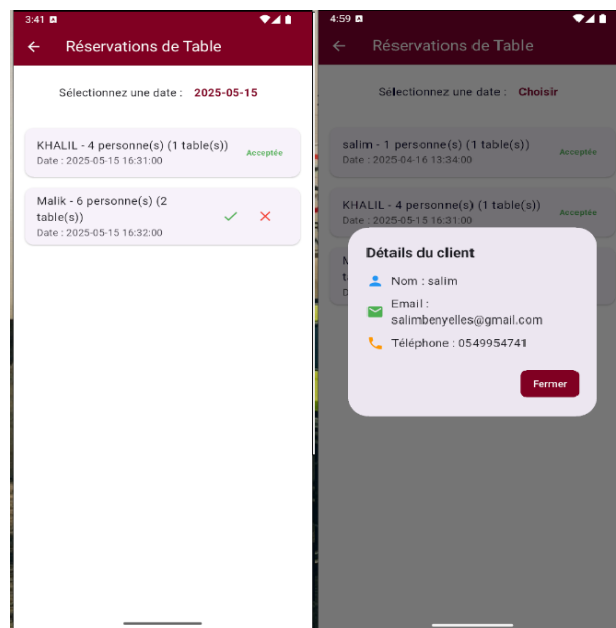 3:41
Réservations de Table
Sélectionnez une date : 2025-05-15
KHALIL - 4 personne(s) (1 table(s))
Acceptée
Date : 2025-05-15 16:31:00
Malik - 6 personne(s) (2
table(s))
Date : 2025-05-15 16:32:00
4:59
Réservations de Table
Sélectionnez une date : Choisir
salim - 1 personne(s) (1 table(s))
Acceptée
Date : 2025-04-16 13:34:00
KHALIL - 4 personne(s) (1 table(s))
Acceptée
Date : 2025-05-15 16:31:00
Détails du client
Nom : salim
Email :
salimbenyelles@gmail.com
Téléphone : 0549954741
Fermer